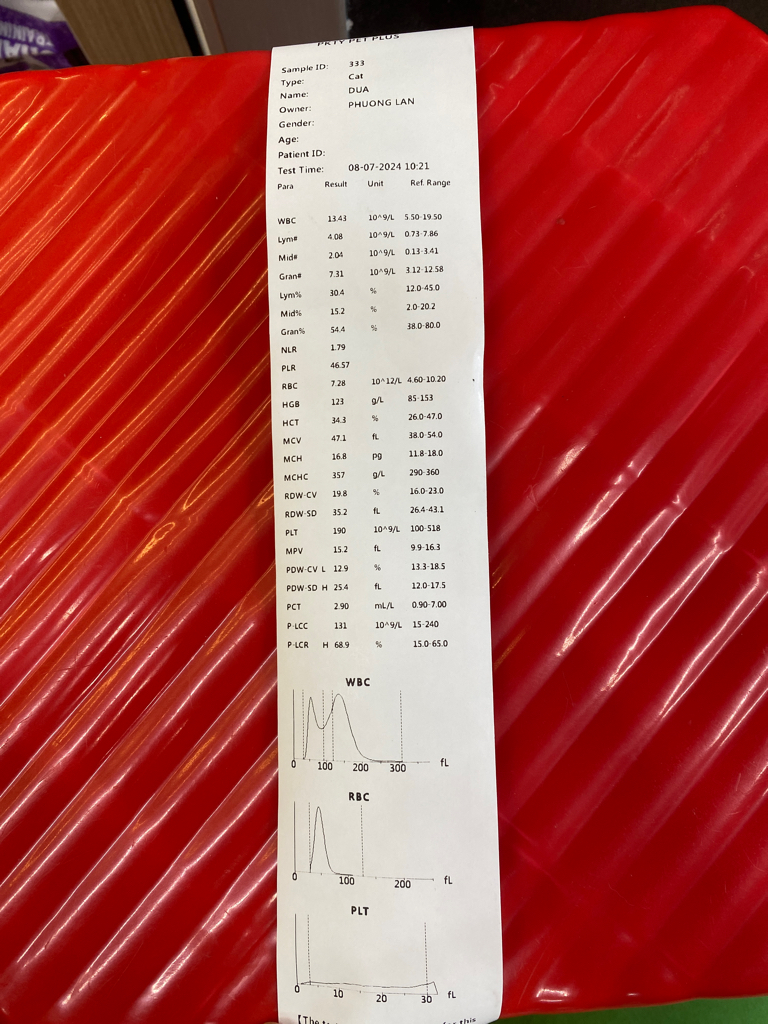 PKTY PET PLUS
Sample ID: 333
Type: Cat
Name: DUA
Owner: PHUONG LAN
Gender:
Age:
Patient ID:
Test Time: 08-07-2024 10:21
Para Result Unit Ref. Range
WBC 13.43 10^9/L 5.50-19.50
Lym# 4.08 10^9/L 0.73-7.86
Mid# 2.04 10^9/L 0.13-3.41
Gran# 7.31 10^9/L 3.12-12.58
Lym% 30.4 % 12.0-45.0
Mid% 15.2 % 2.0-20.2
Gran% 54.4 % 38.0-80.0
NLR 1.79
PLR 46.57
RBC 7.28 10^12/L 4.60-10.20
HGB 123 g/L 85-153
HCT 34.3 % 26.0-47.0
MCV 47.1 fL 38.0-54.0
MCH 16.8 pg 11.8-18.0
MCHC 357 g/L 290-360
RDW-CV 19.8 % 16.0-23.0
RDW-SD 35.2 fL 26.4-43.1
PLT 190 10^9/L 100-518
MPV 15.2 fL 9.9-16.3
PDW-CV L 12.9 % 13.3-18.5
PDW-SD H 25.4 fL 12.0-17.5
PCT 2.90 mL/L 0.90-7.00
P-LCC 131 10^9/L 15-240
P-LCR H 68.9 % 15.0-65.0
WBC
0 100 200 300 fL
RBC
0 100 200 fL
PLT
0 10 20 30 fL